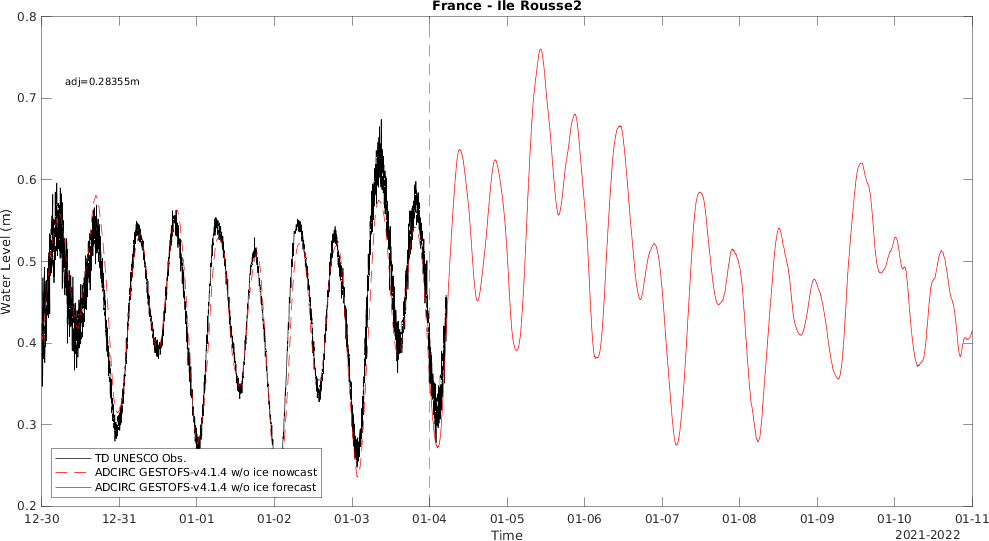 France - Ile Rousse2
0.8
0.7
0.6
0.5
0.4
0.3
0.2
Water Level (m)
adj=0.28355m
TD UNESCO Obs.
ADCIRC GESTOFS-v4.1.4 w/o ice nowcast
ADCIRC GESTOFS-v4.1.4 w/o ice forecast
12-30 12-31 01-01 01-02 01-03 01-04 01-05 01-06 01-07 01-08 01-09 01-10 01-11
Time
2021-2022